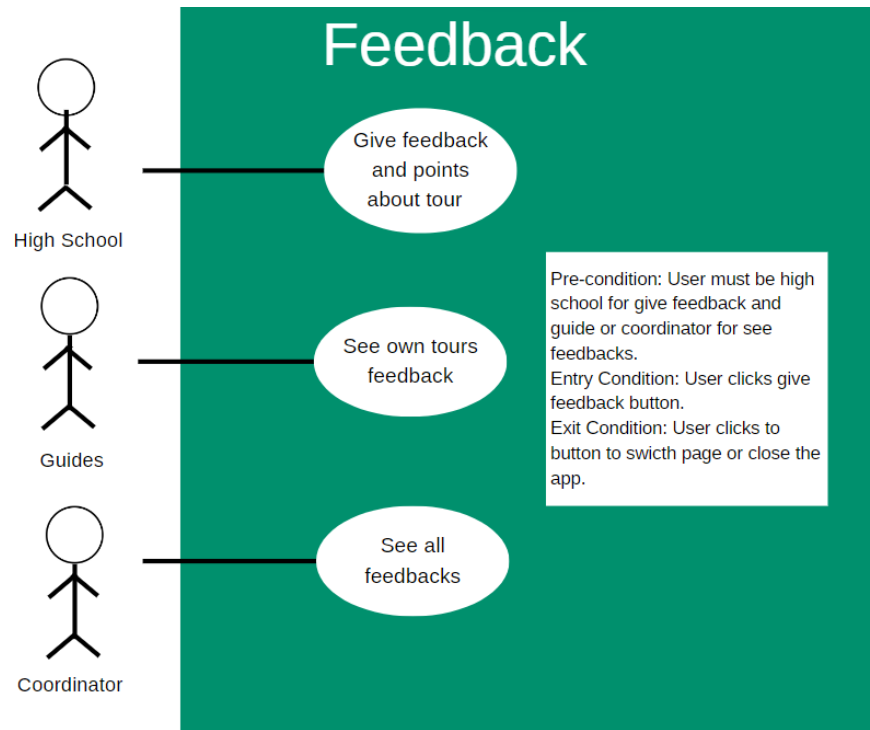 Feedback
Give feedback
and points
about tour
High School
Pre-condition: User must be high
school for give feedback and
guide or coordinator for see
feedbacks.
Entry Condition: User clicks give
feedback button.
Exit Condition: User clicks to
button to swicth page or close the
app.
See own tours
feedback
Guides
See all
feedbacks
Coordinator